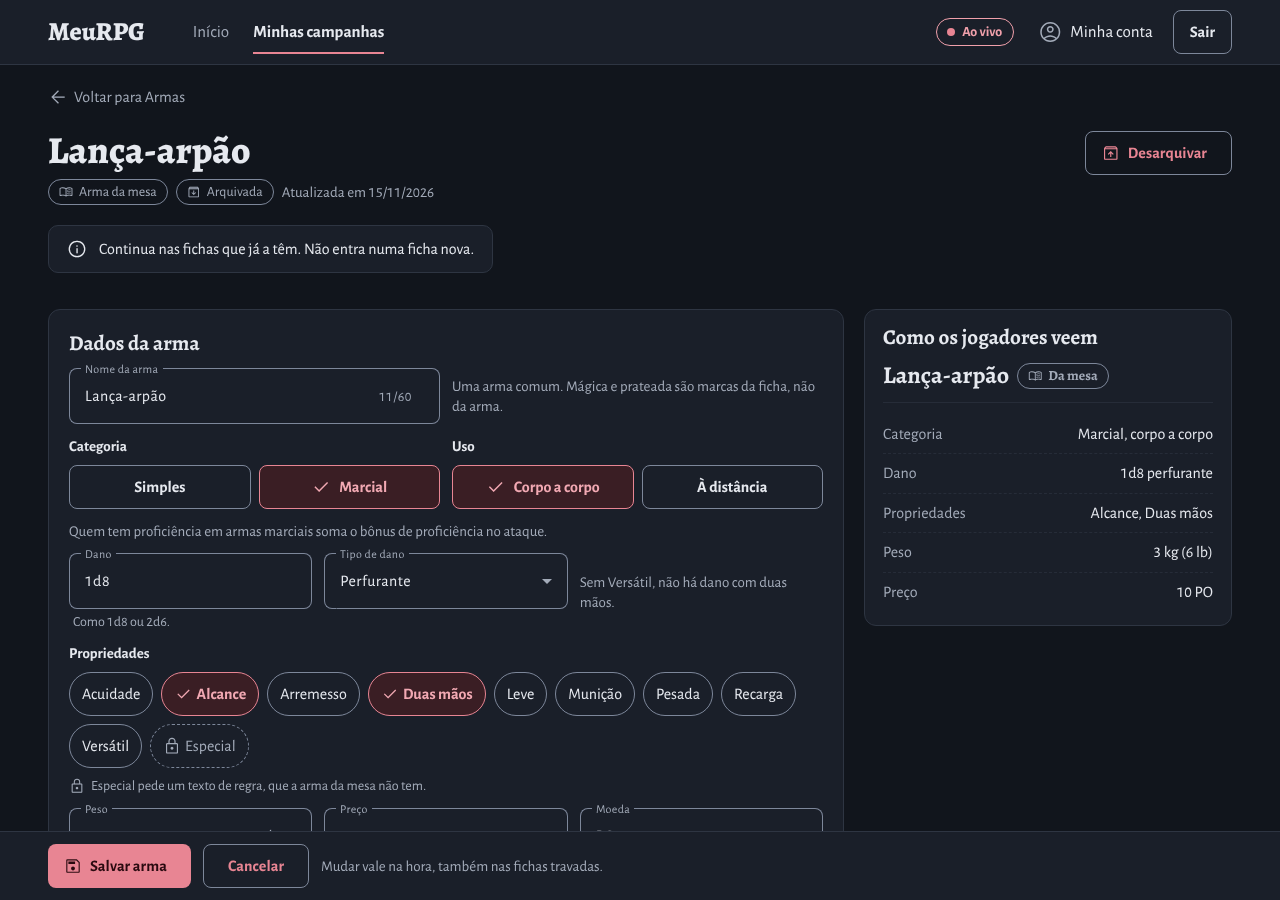 MeuRPG
Início
Minhas campanhas
Ao vivo
Minha conta
Sair
Voltar para Armas
Lança-arpão
Desarquivar
Arma da mesa
Arquivada
Atualizada em 15/11/2026
Continua nas fichas que já a têm. Não entra numa ficha nova.
Dados da arma
Nome da arma
Lança-arpão
11/60
Uma arma comum. Mágica e prateada são marcas da ficha, não
da arma.
Categoria
Uso
Simples
Marcial
Corpo a corpo
À distância
Quem tem proficiência em armas marciais soma o bônus de proficiência no ataque.
Dano
1d8
Tipo de dano
Perfurante
Sem Versátil, não há dano com duas
mãos.
Como 1d8 ou 2d6.
Propriedades
Acuidade
Alcance
Arremesso
Duas mãos
Leve
Munição
Pesada
Recarga
Versátil
Especial
Especial pede um texto de regra, que a arma da mesa não tem.
Peso
Preço
Moeda
Como os jogadores veem
Lança-arpão
Da mesa
Categoria
Marcial, corpo a corpo
Dano
1d8 perfurante
Propriedades
Alcance, Duas mãos
Peso
3 kg (6 lb)
Preço
10 PO
Salvar arma
Cancelar
Mudar vale na hora, também nas fichas travadas.